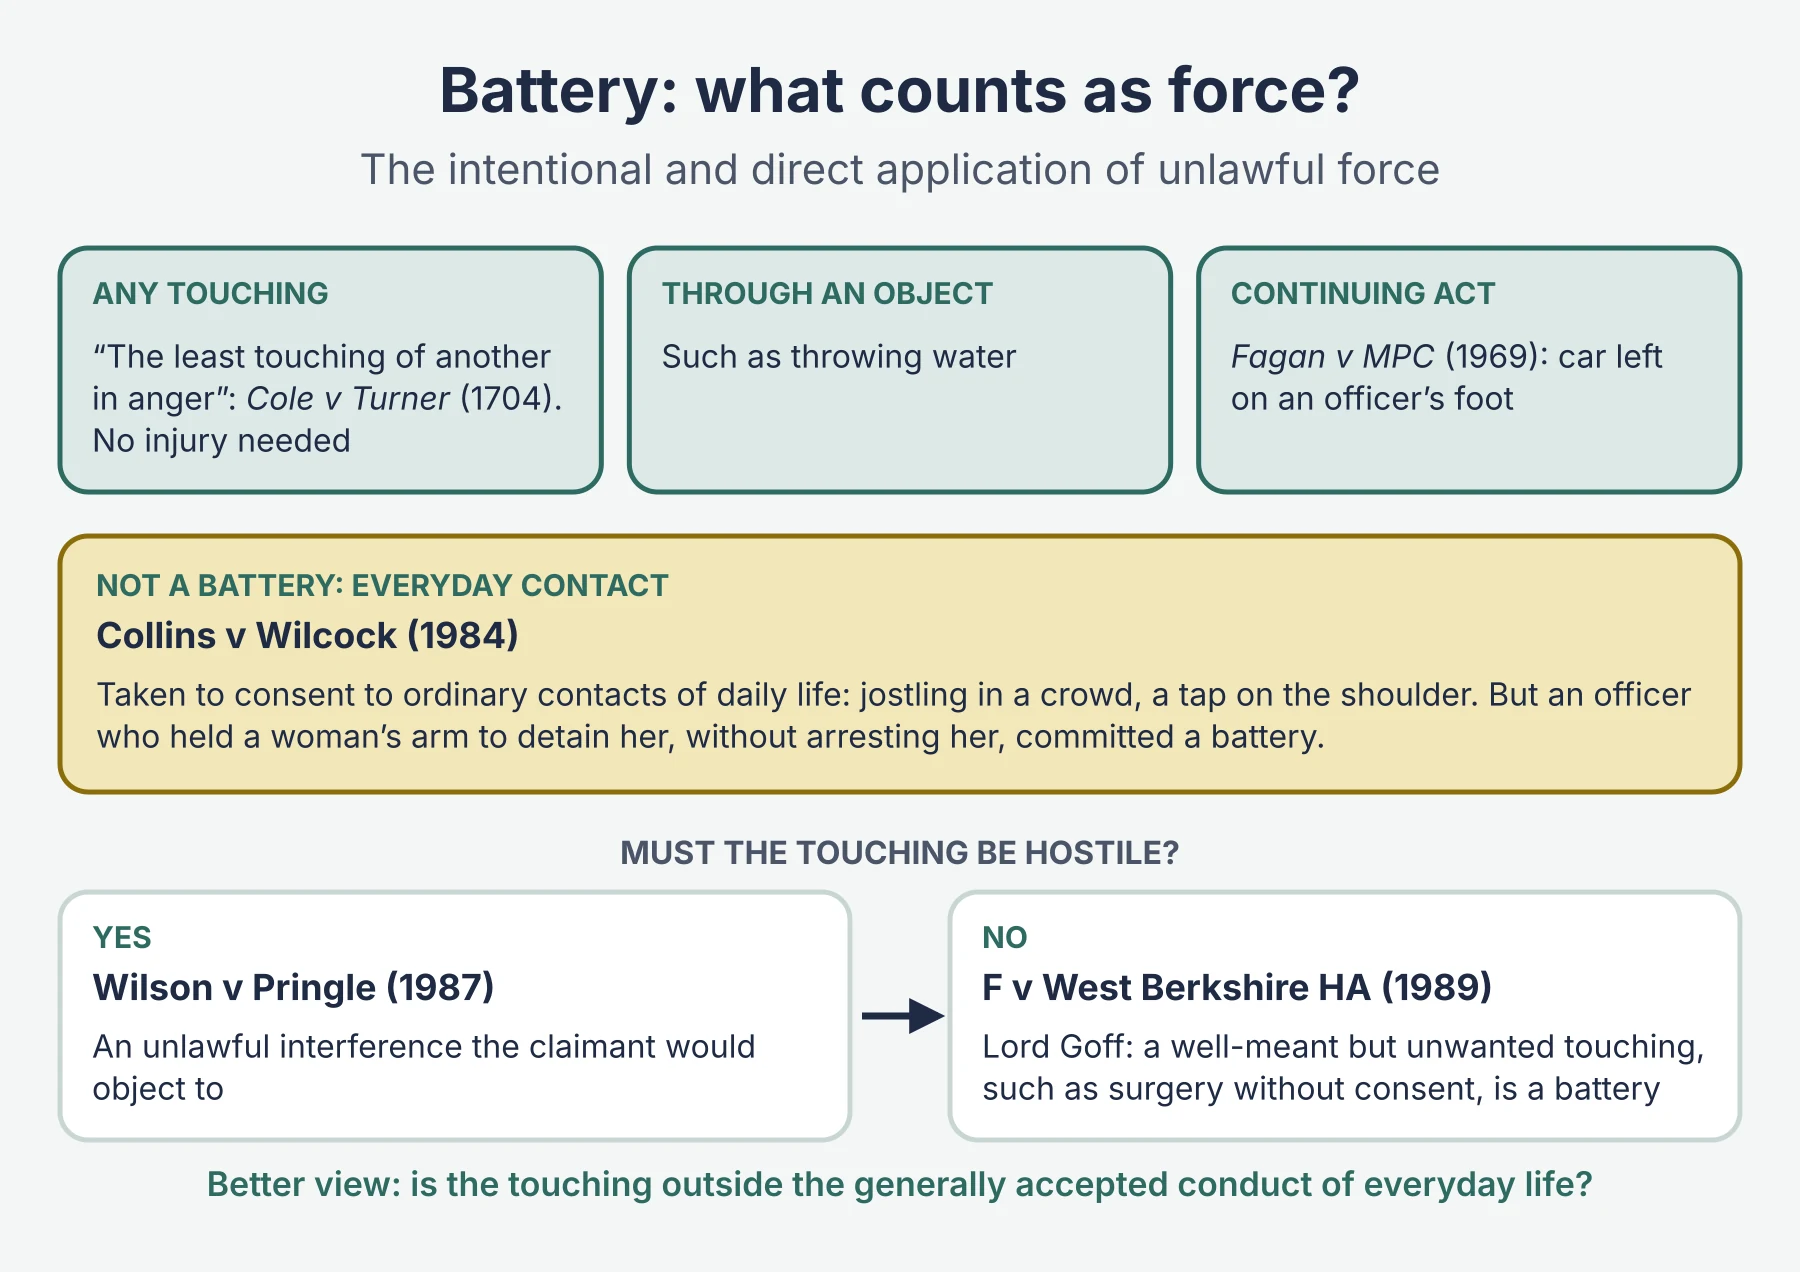 Battery: what counts as force?
The intentional and direct application of unlawful force
ANY TOUCHING
“The least touching of another
in anger”: Cole v Turner (1704).
No injury needed
THROUGH AN OBJECT
Such as throwing water
CONTINUING ACT
Fagan v MPC (1969): car left
on an officer’s foot
NOT A BATTERY: EVERYDAY CONTACT
Collins v Wilcock (1984)
Taken to consent to ordinary contacts of daily life: jostling in a crowd, a tap on the shoulder. But an officer
who held a woman’s arm to detain her, without arresting her, committed a battery.
MUST THE TOUCHING BE HOSTILE?
YES
Wilson v Pringle (1987)
An unlawful interference the claimant would
object to
NO
F v West Berkshire HA (1989)
Lord Goff: a well-meant but unwanted touching,
such as surgery without consent, is a battery
Better view: is the touching outside the generally accepted conduct of everyday life?